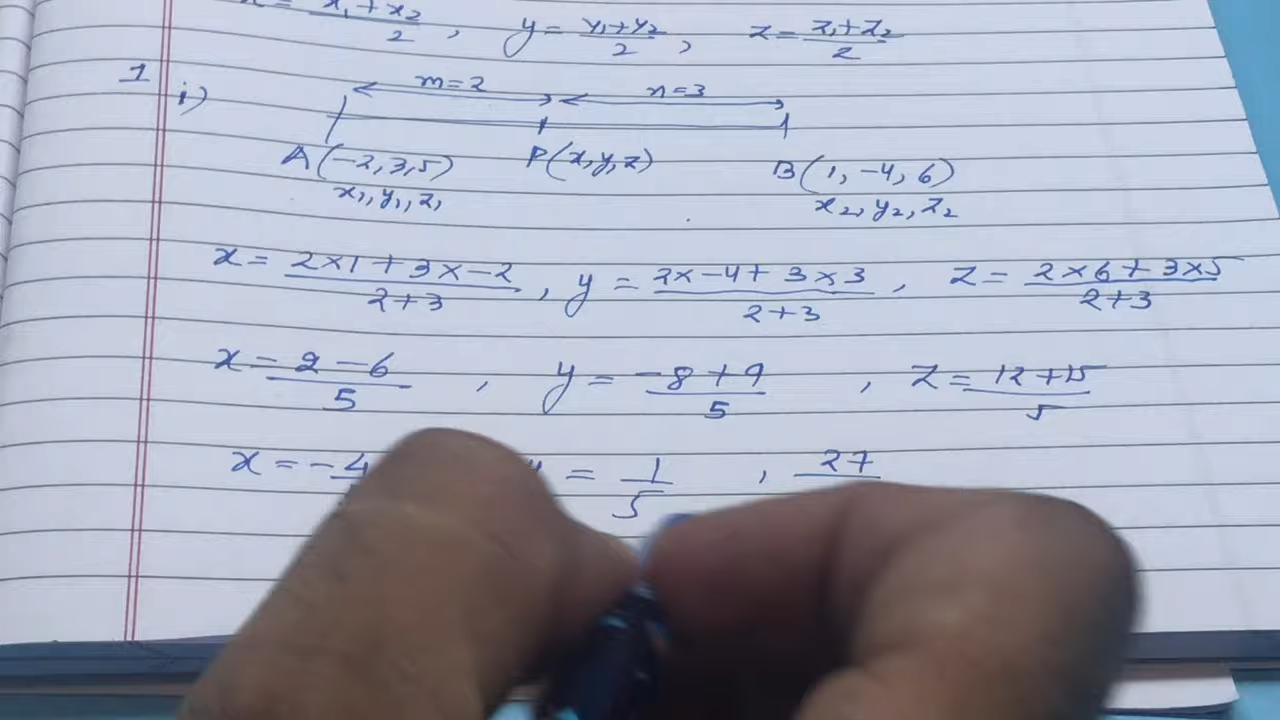 x = x₁+x₂/2 , y = y₁+y₂/2 , z = z₁+z₂/2
1 i) m=2 n=3
A(-2,3,5) P(x,y,z) B(1,-4,6)
x₁,y₁,z₁ x₂,y₂,z₂
x = 2×1+3×-2/2+3 , y = 2×-4+3×3/2+3 , z = 2×6+3×5/2+3
x = 2-6/5 , y = -8+9/5 , z = 12+15/5
x = -4 = 1/5 , 27